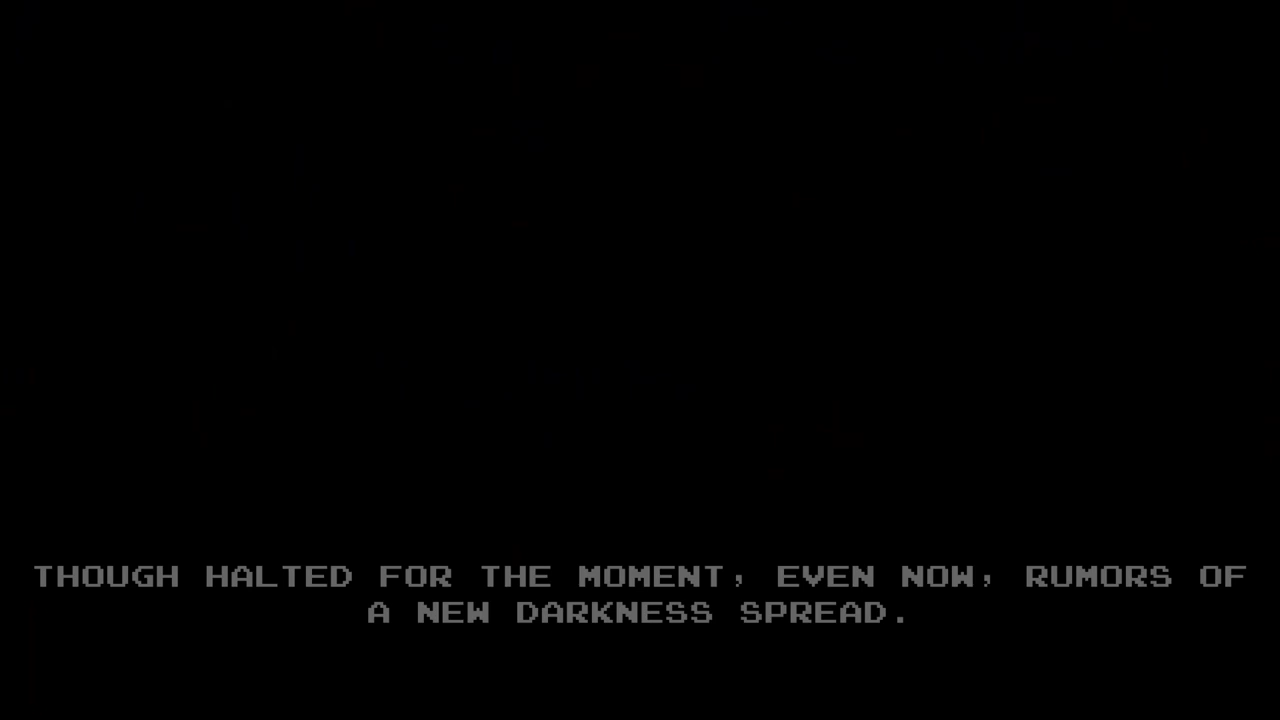 THOUGH HALTED FOR THE MOMENT, EVEN NOW, RUMORS OF
A NEW DARKNESS SPREAD.